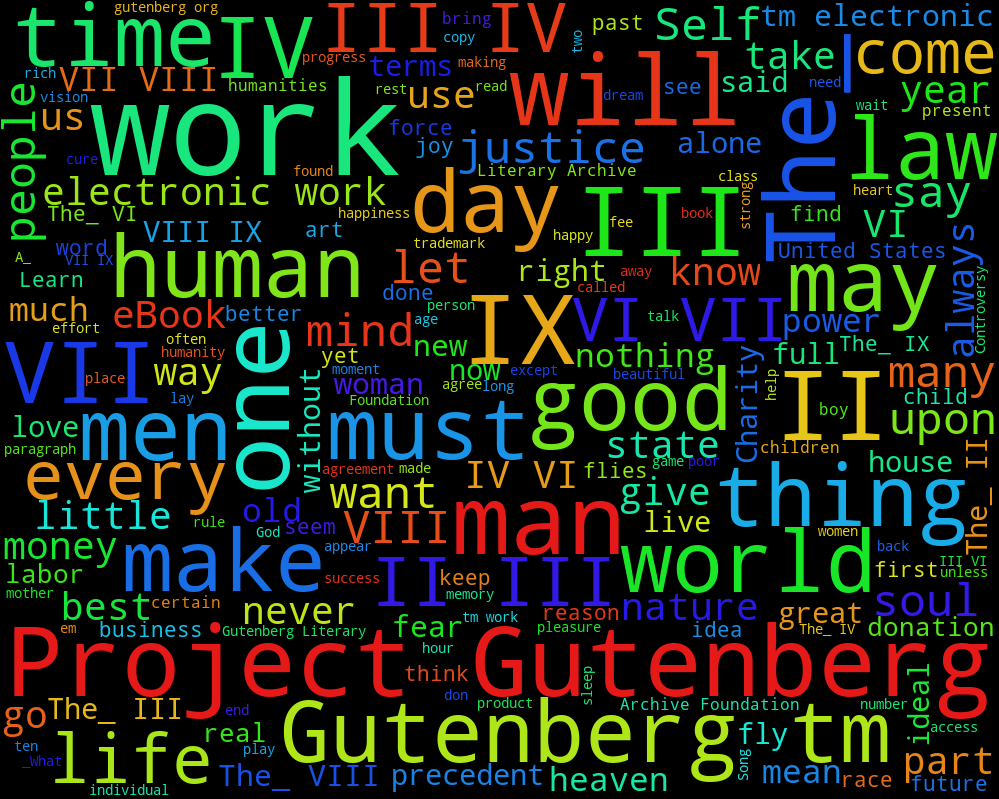 gutenberg org
time
IV
III IV
bring
copy
two
past
Self
tm electronic
rich
VII VIII
humanities
progress
terms
making
will
take
come
vision
people
us
work
rest
use
read
dream
see
said
need
year
present
force
joy
justice
alone
The
wait
law
cure
found
Literary Archive
class
electronic work
day
III
strong
heart
say
The_ VI
happiness
fee
book
find
VI
VIII IX
art
trademark
happy
United States
always
word
VII IX
A_
human
let
right
away
know
may
Controversy
Learn
called
done
much
eBook
better
person
IX
VI VII
talk
power
effort
mind
age
new
often
yet
nothing
full
The_ IX
VII
humanity
way
moment
now
except
beautiful
Charity
many
place
one
woman
agree
long
help
II
child
lay
Foundation
good
boy
upon
love
men
without
must
state
children
paragraph
agreement
made
IV VI
flies
game
poor
house
every
want
give
thing
The_ II
little
old
rule
God
seem
VIII
man
live
women
money
make
appear
world
back
III VI
labor
success
II III
keep
first
unless
mother
memory
best
certain
never
tm work
reason
nature
great
soul
em
business
Gutenberg Literary
fear
pleasure
idea
The_ IV
donation
hour
Project Gutenberg
think
sleep
ideal
go
The_ III
end
don
product
Archive Foundation
number
access
real
Gutenberg tm
fly
ten
_What
life
play
Song
part
individual
The_ VIII
precedent
heaven
mean
race
future